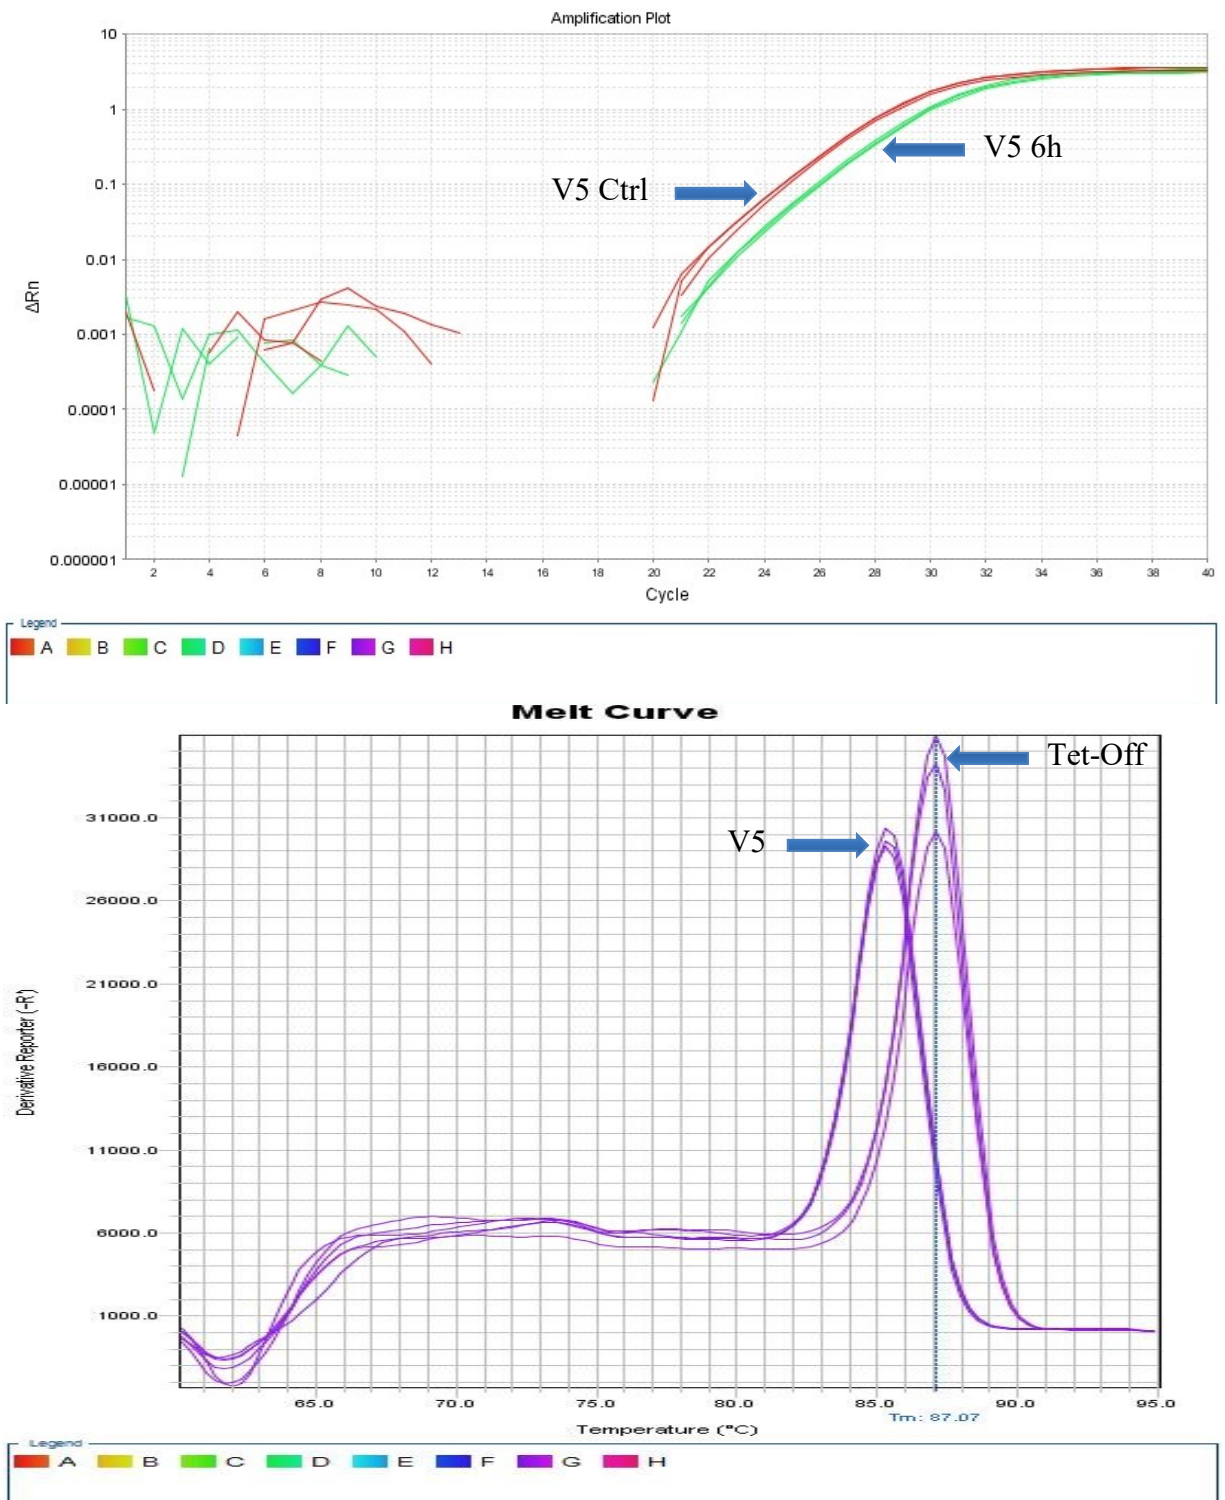 Amplification Plot
10
1
0.1
0.01
0.001
0.0001
0.00001
0.000001
ΔRn
V5 Ctrl
V5 6h
2 4 6 8 10 12 14 16 18 20 22 24 26 28 30 32 34 36 38 40
Cycle
Legend
A B C D E F G H
Melt Curve
Tet-Off
V5
31000.0
26000.0
21000.0
16000.0
11000.0
6000.0
1000.0
Derivative Reporter (-R')
65.0 70.0 75.0 80.0 85.0 90.0 95.0
Tm: 87.07
Temperature (°C)
Legend
A B C D E F G H